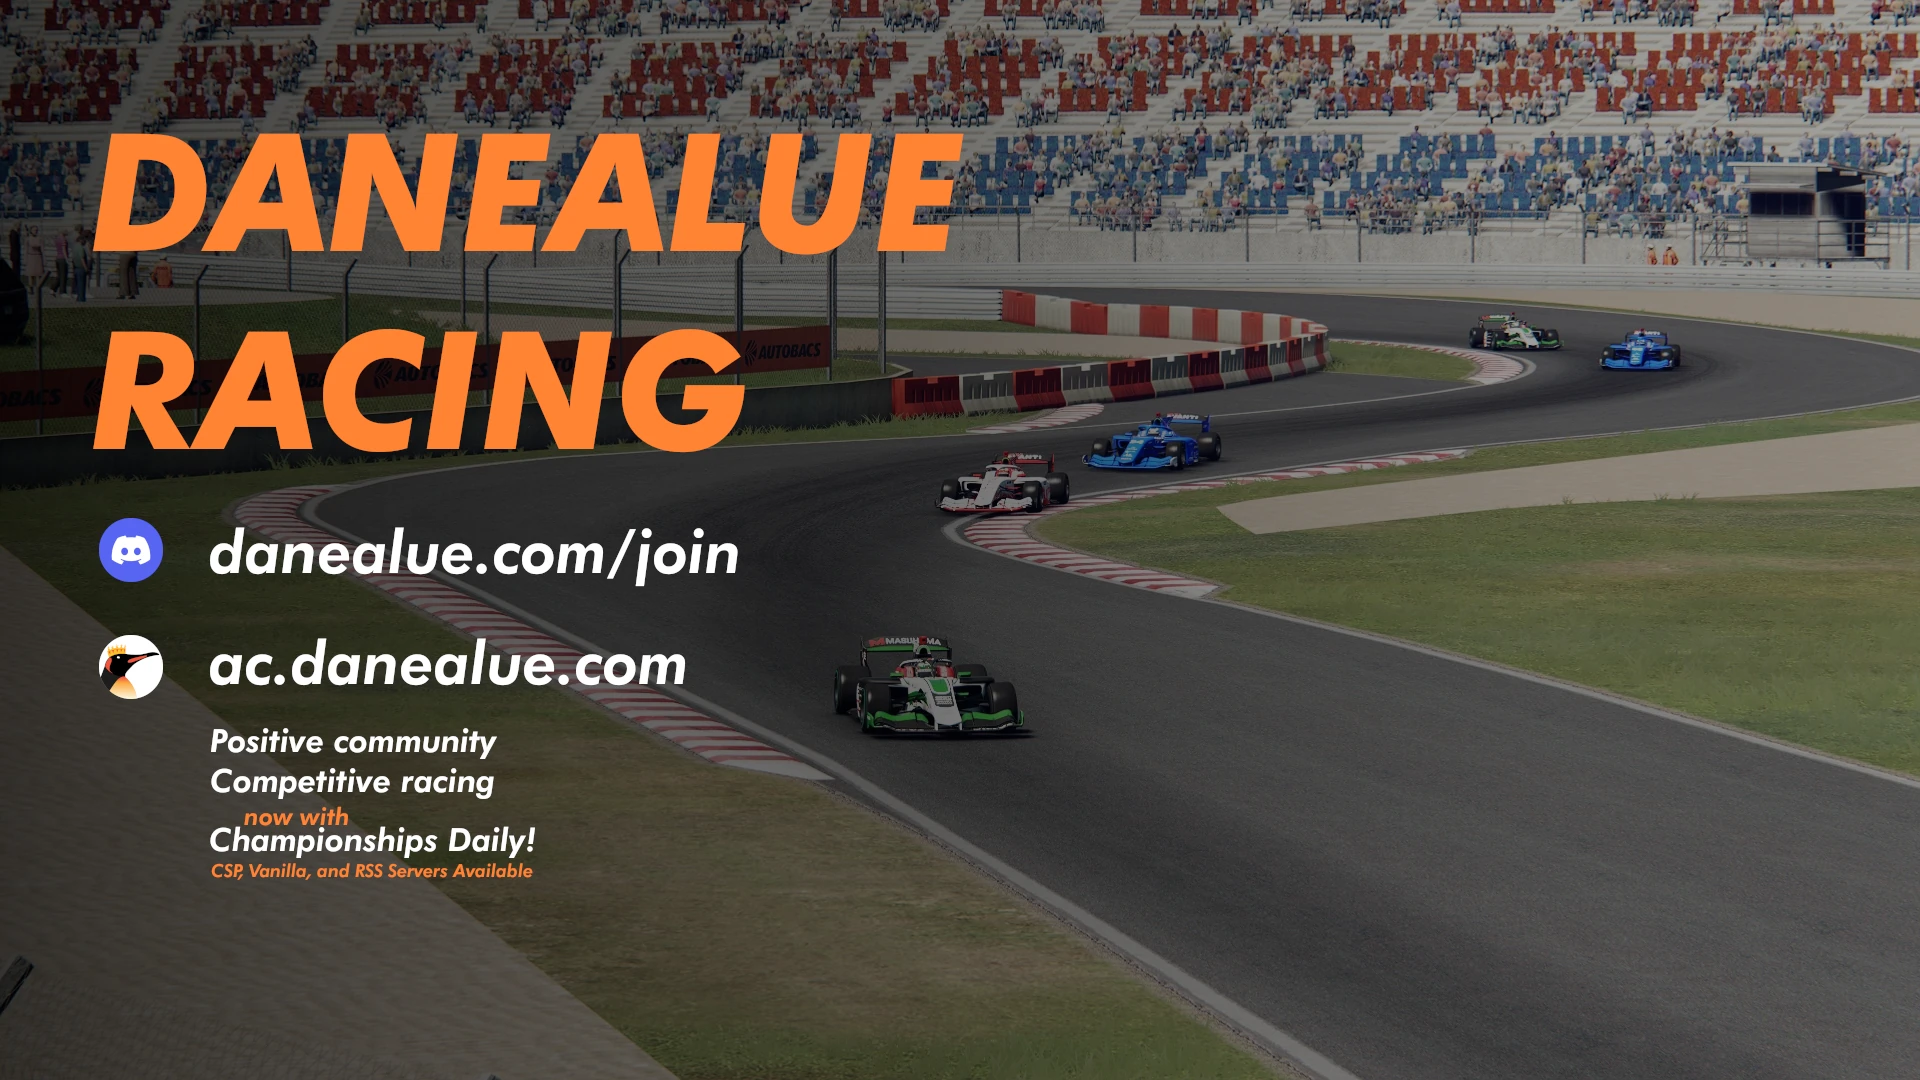 DANEALUE
RACING
AUTOBACS
danealue.com/join
ac.danealue.com
Positive community
Competitive racing
now with
Championships Daily!
CSP, Vanilla, and RSS Servers Available